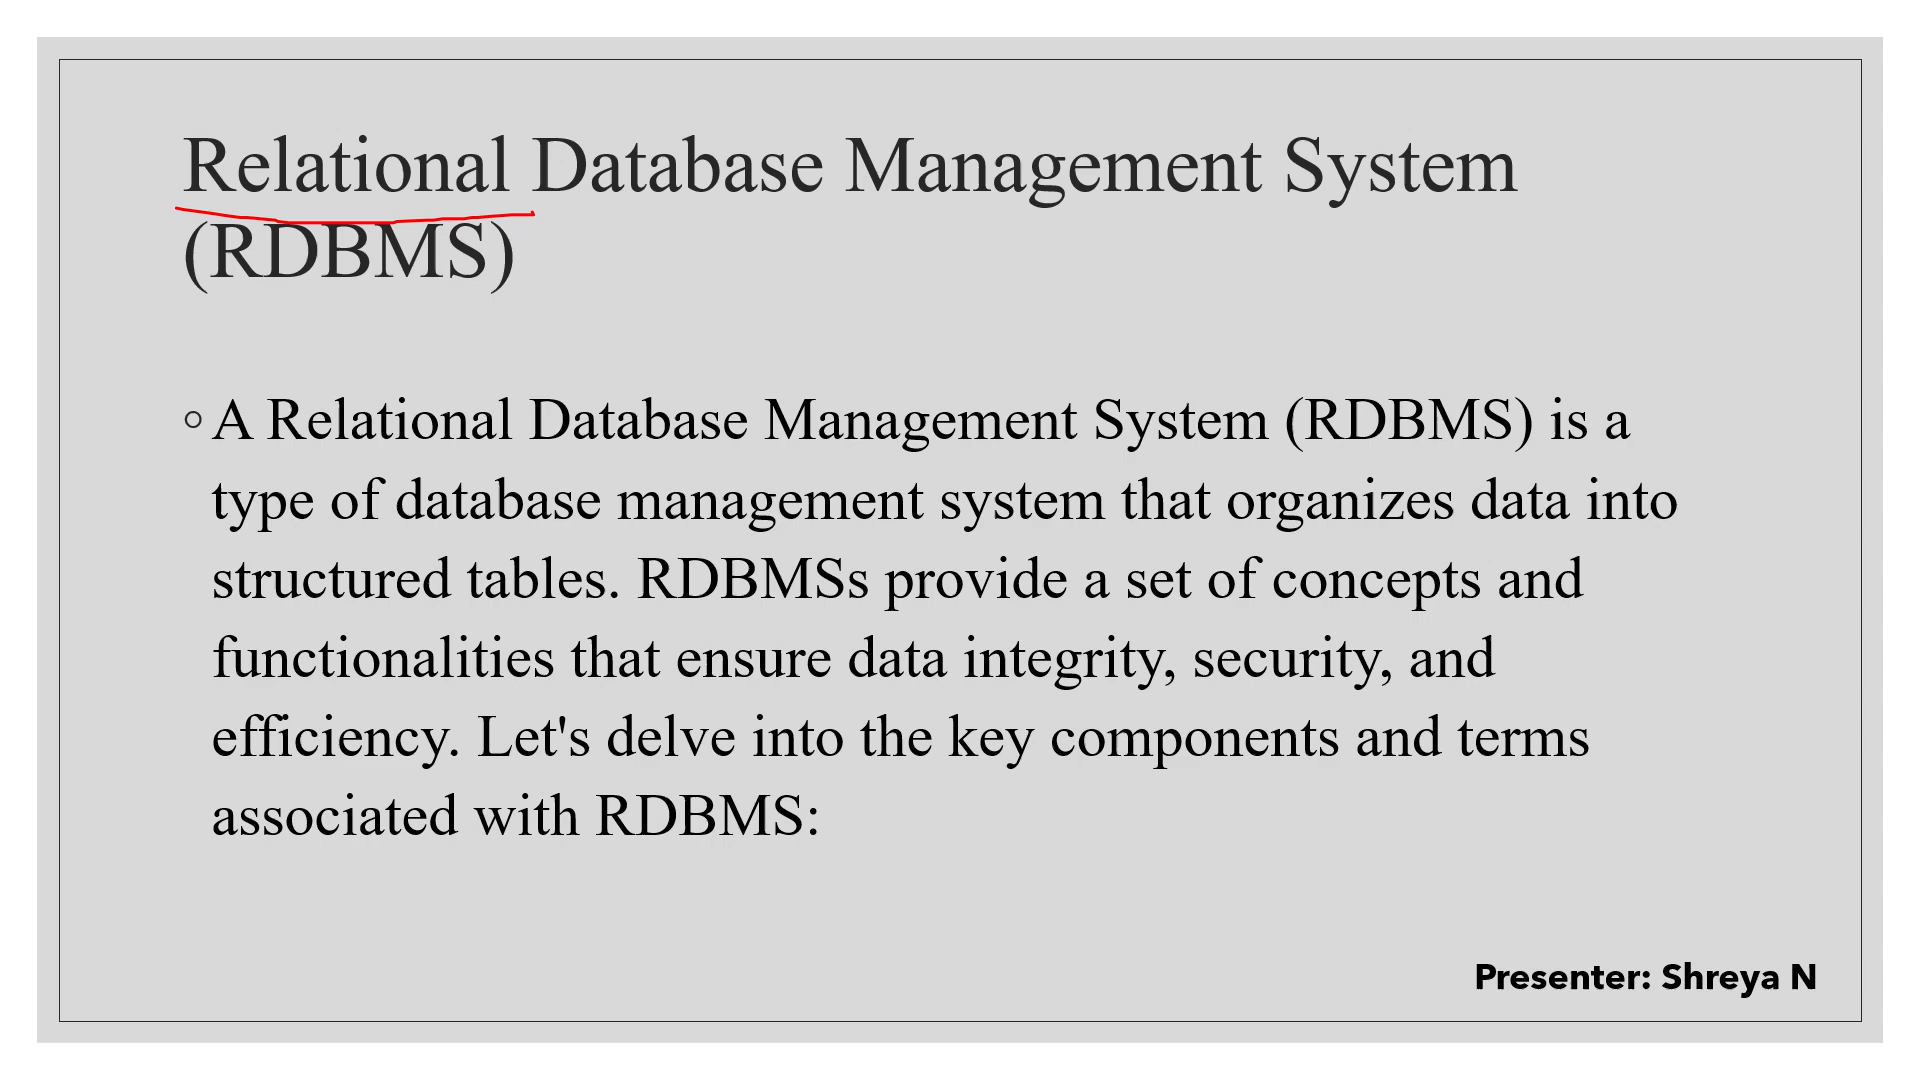 Relational Database Management System
(RDBMS)
◦ A Relational Database Management System (RDBMS) is a
type of database management system that organizes data into
structured tables. RDBMSs provide a set of concepts and
functionalities that ensure data integrity, security, and
efficiency. Let's delve into the key components and terms
associated with RDBMS:
Presenter: Shreya N